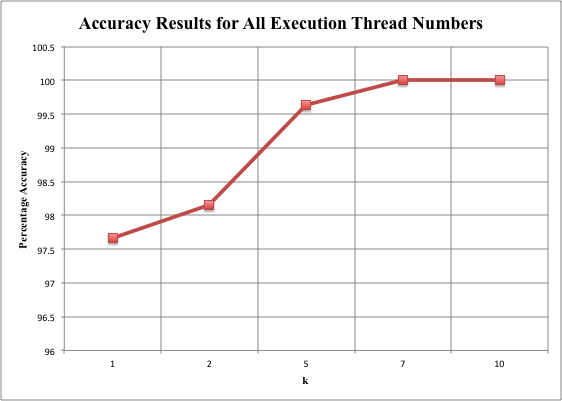 Accuracy Results for All Execution Thread Numbers
100.5
100
99.5
99
98.5
98
97.5
97
96.5
96
Percentage Accuracy
1 2 5 7 10
k